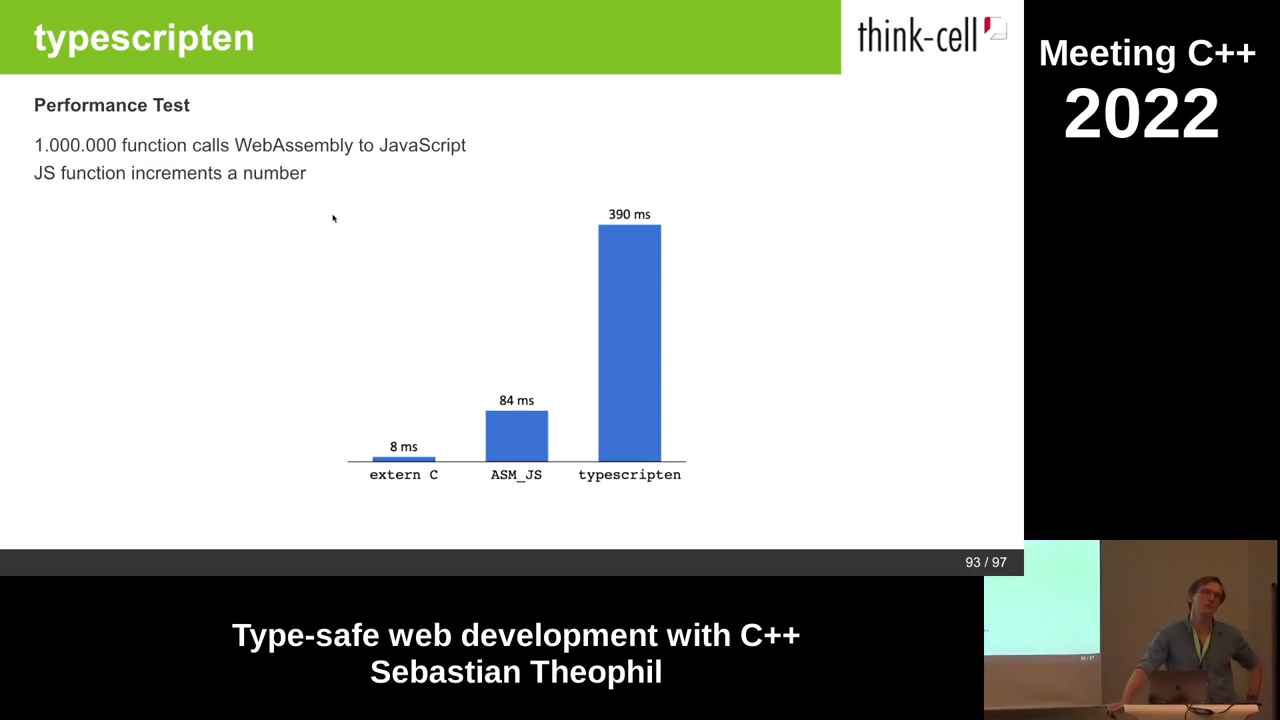 typescripten
think-cell
Meeting C++
2022
Performance Test
1.000.000 function calls WebAssembly to JavaScript
JS function increments a number
390 ms
84 ms
8 ms
extern C
ASM_JS
typescripten
93 / 97
Type-safe web development with C++
Sebastian Theophil